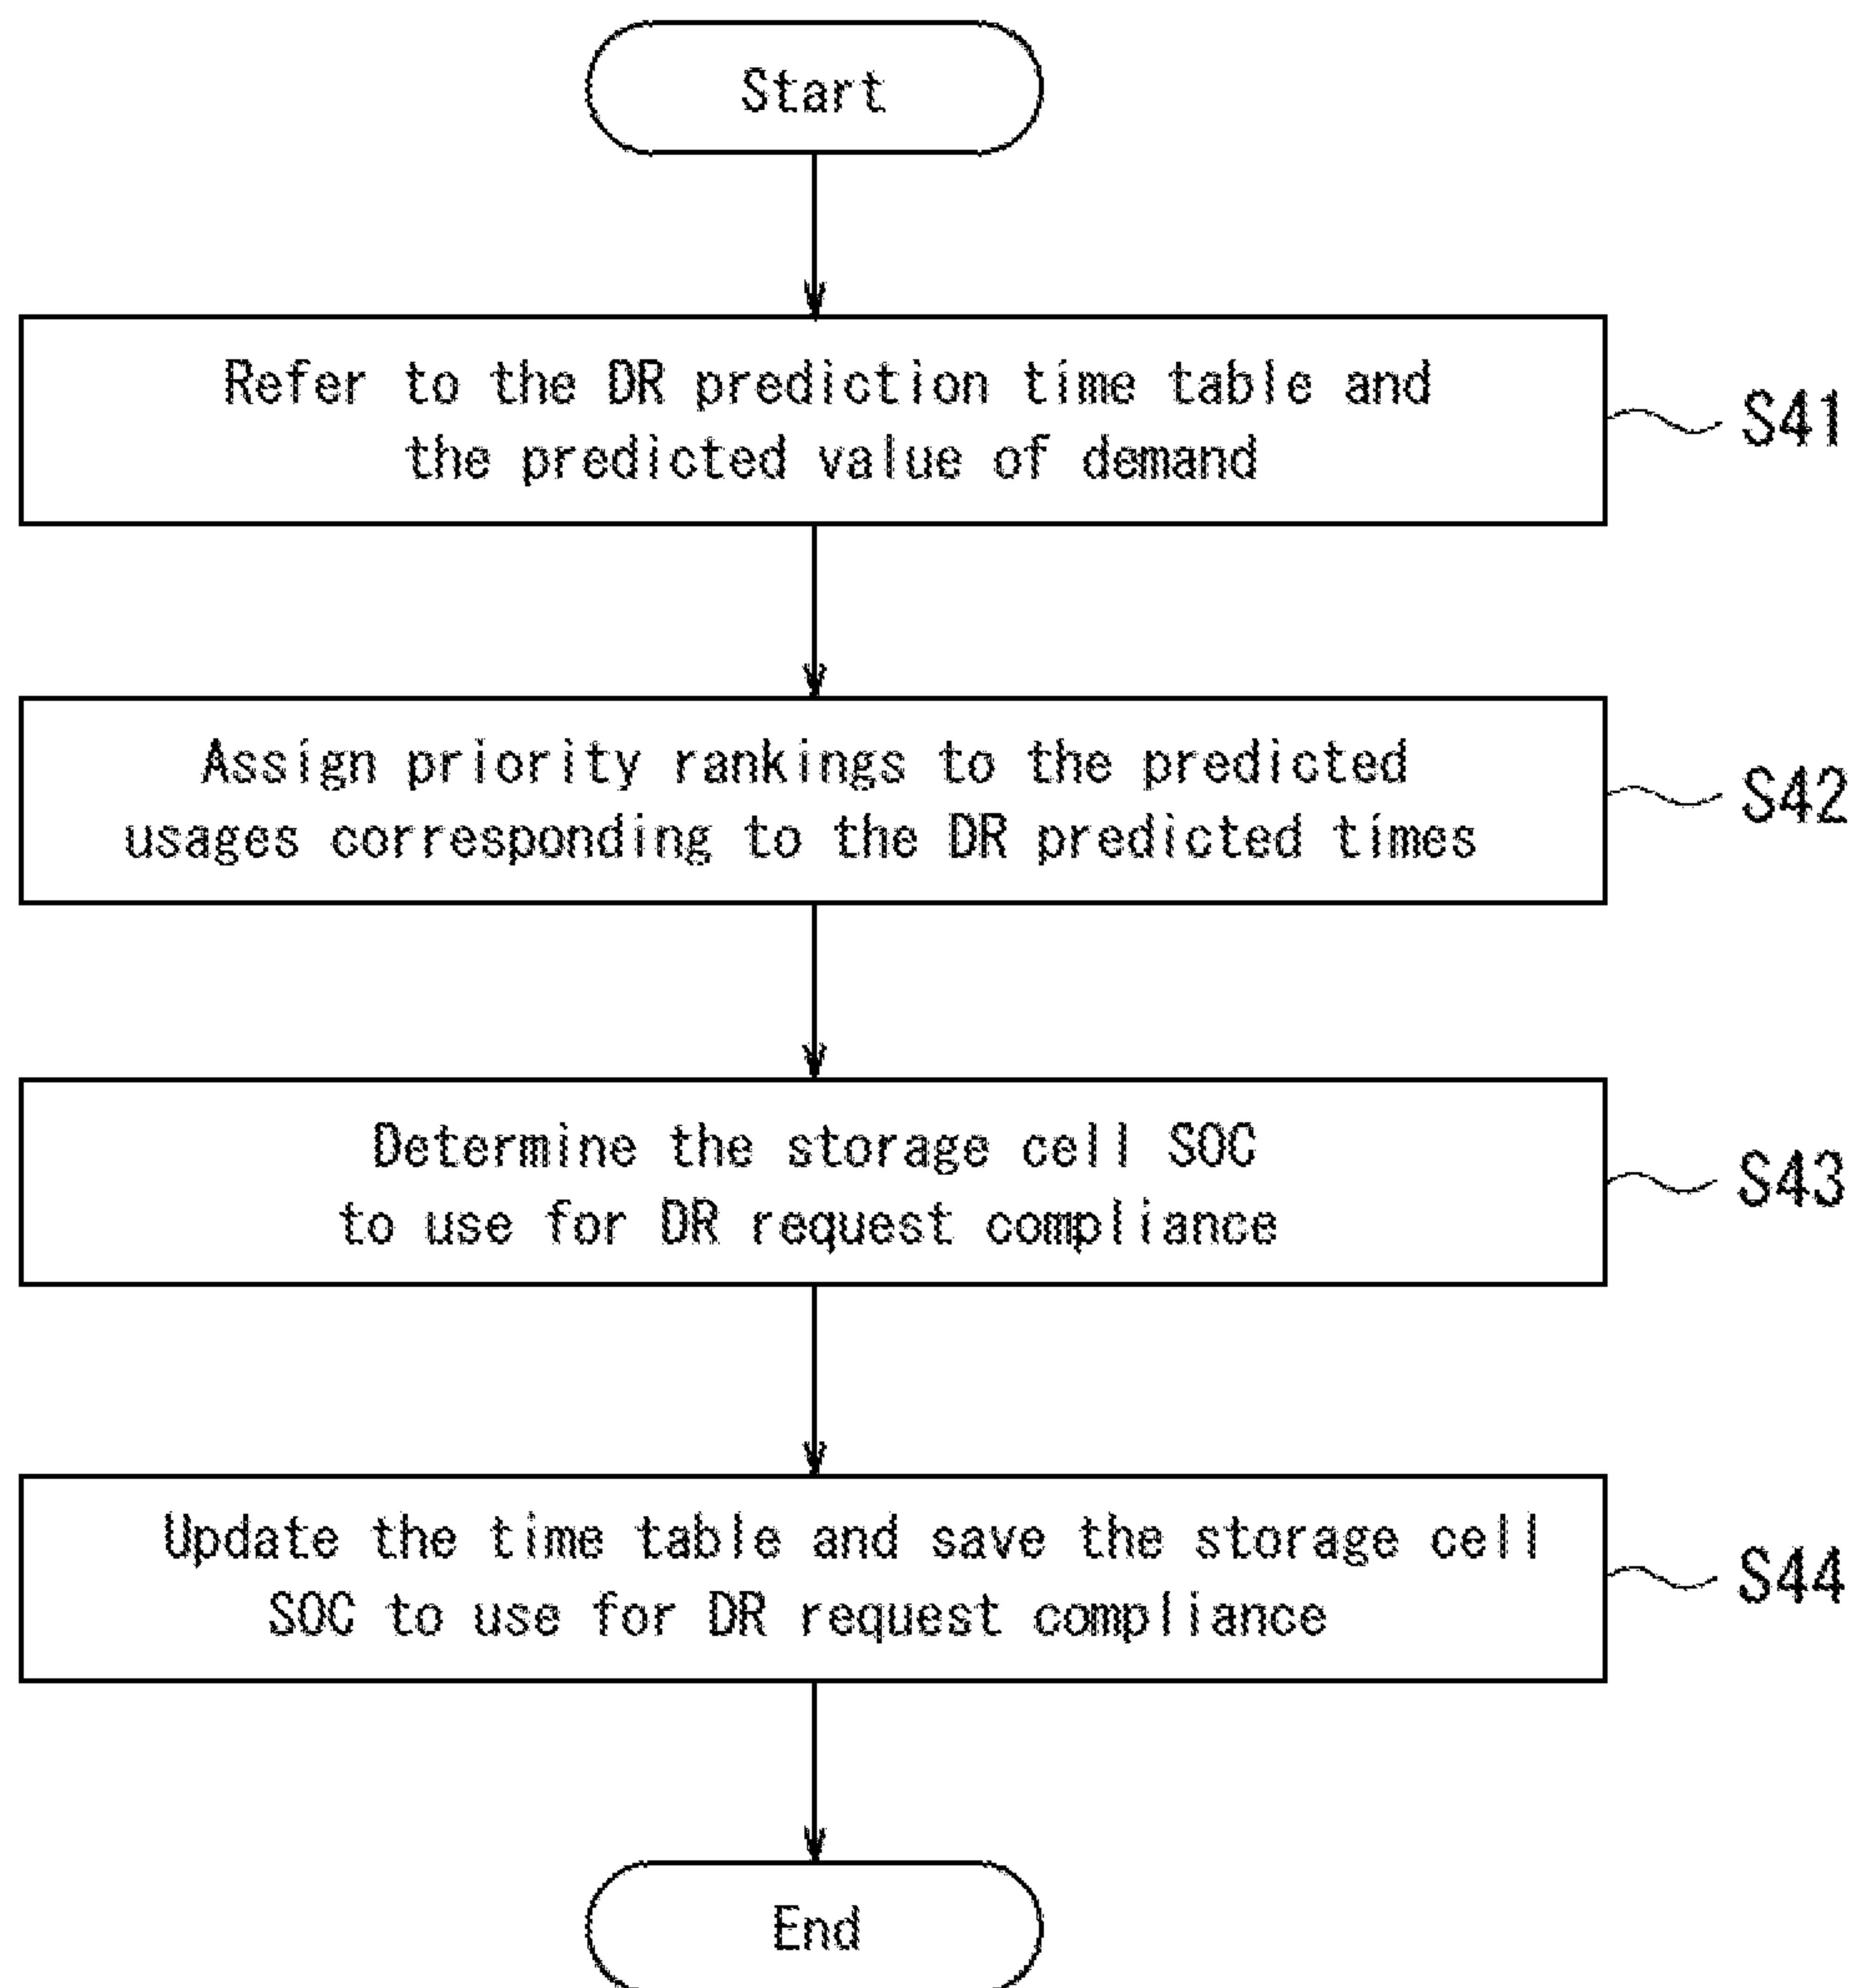 Start
Refer to the DR prediction time table and
the predicted value of demand
S41
Assign priority rankings to the predicted
usages corresponding to the DR predicted times
S42
Determine the storage cell SOC
to use for DR request compliance
S43
Update the time table and save the storage cell
SOC to use for DR request compliance
S44
End